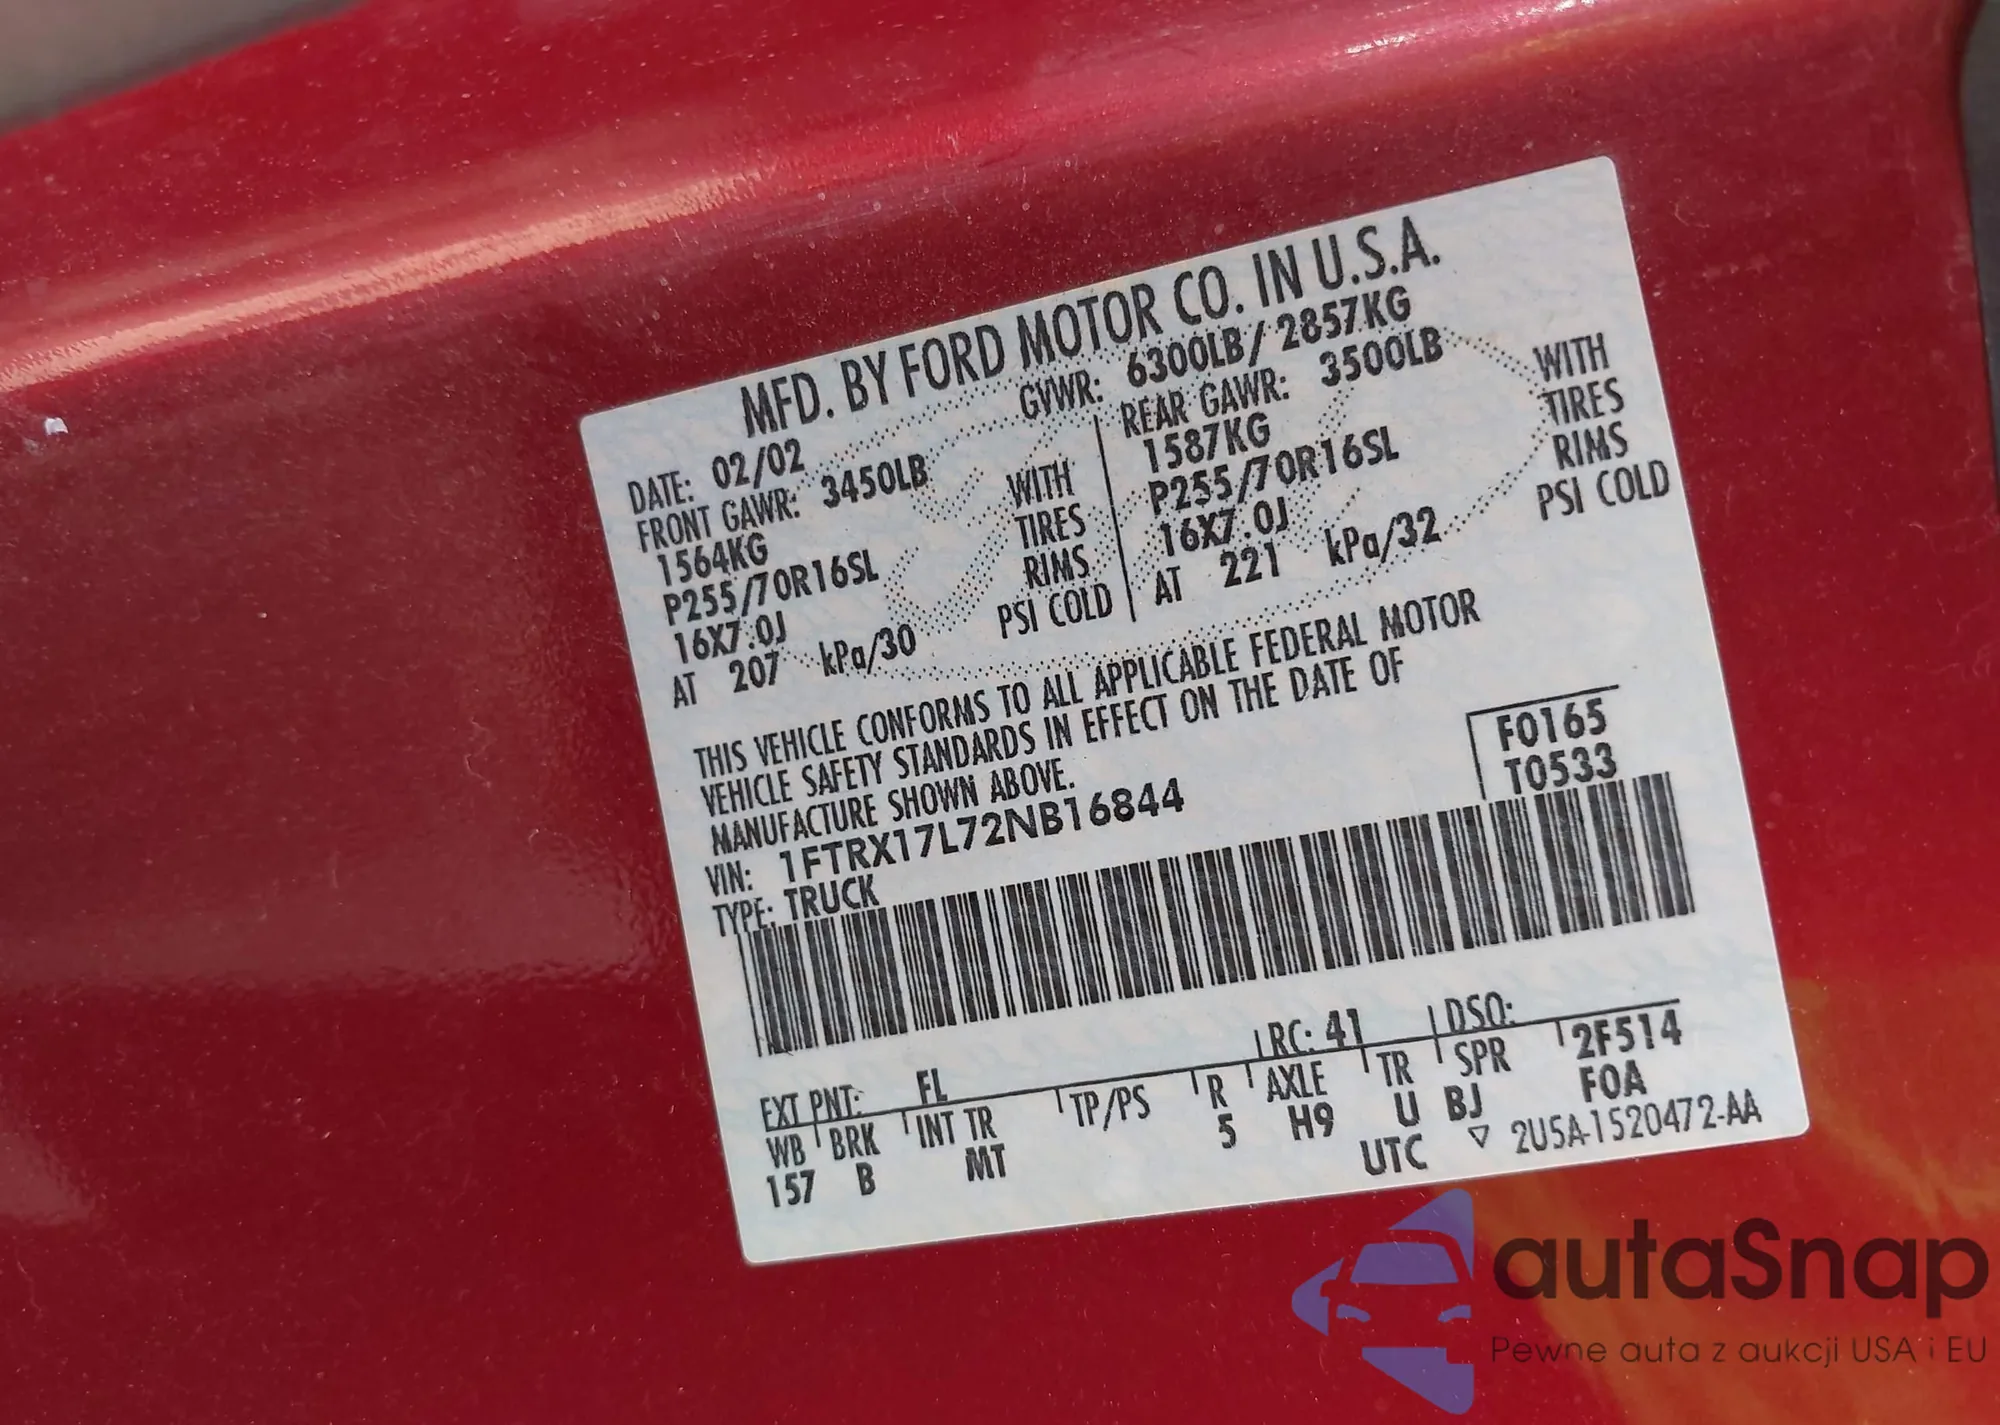 MFD. BY FORD MOTOR CO. IN U.S.A.
DATE: 02/02 GVWR: 6300LB/ 2857KG
FRONT GAWR: 3450LB REAR GAWR: 3500LB
1564KG WITH 1587KG WITH
P255/70R16SL TIRES P255/70R16SL TIRES
16X7.0J RIMS 16X7.0J RIMS
AT 207 kPa/30 PSI COLD AT 221 kPa/32 PSI COLD
THIS VEHICLE CONFORMS TO ALL APPLICABLE FEDERAL MOTOR
VEHICLE SAFETY STANDARDS IN EFFECT ON THE DATE OF
MANUFACTURE SHOWN ABOVE.
VIN: 1FTRX17L72NB16844 F0165
TYPE: TRUCK T0533
EXT PNT: FL RC: 41 DSO:
WB BRK INT TR TP/PS R AXLE TR SPR 2F514
157 B MT 5 H9 U BJ F0A
UTC ▽ 2U5A-1520472-AA
autaSnap
Pewne auta z aukcji USA i EU